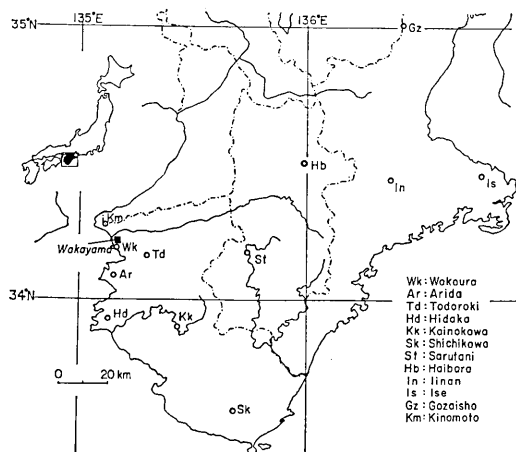 135°E
136°E
35°N
Gz
Hb
In
Is
Km
Wakayama
Wk
Td
St
Ar
34°N
Hd
Kk
Sk
0 20 km
Wk: Wakaura
Ar: Arida
Td: Todoroki
Hd: Hidaka
Kk: Kainokawa
Sk: Shichikawa
St: Sarutani
Hb: Haibara
In: Iinan
Is: Ise
Gz: Gozaisho
Km: Kinomoto